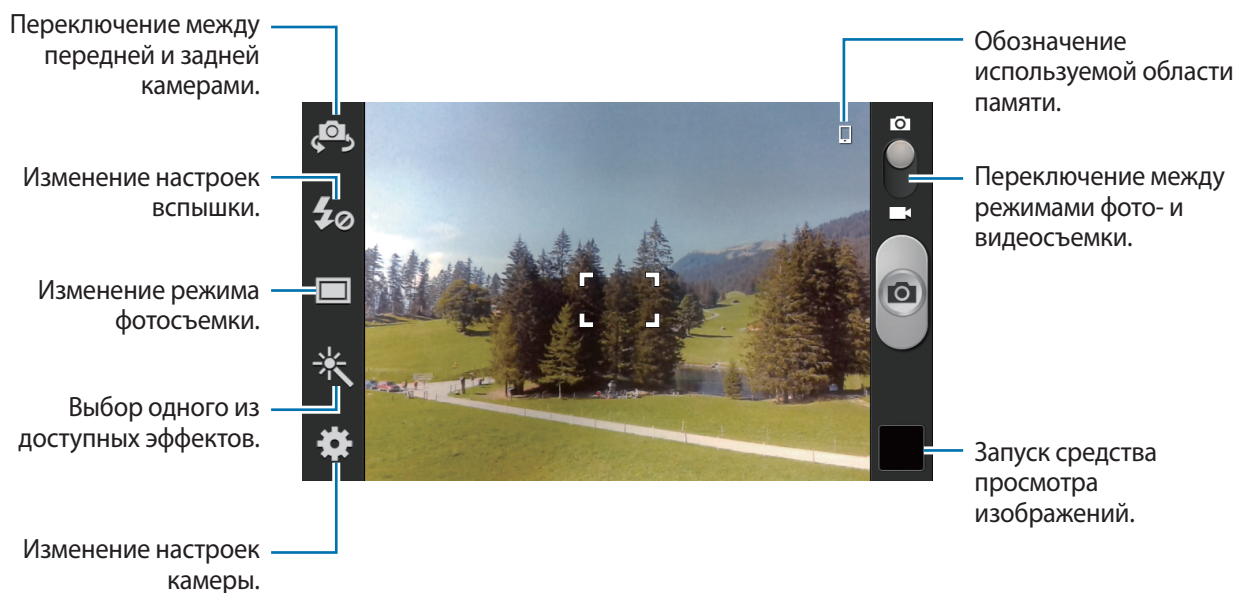 Переключение между
передней и задней
камерами.
Изменение настроек
вспышки.
Изменение режима
фотосъемки.
Выбор одного из
доступных эффектов.
Изменение настроек
камеры.
Обозначение
используемой области
памяти.
Переключение между
режимами фото- и
видеосъемки.
Запуск средства
просмотра
изображений.